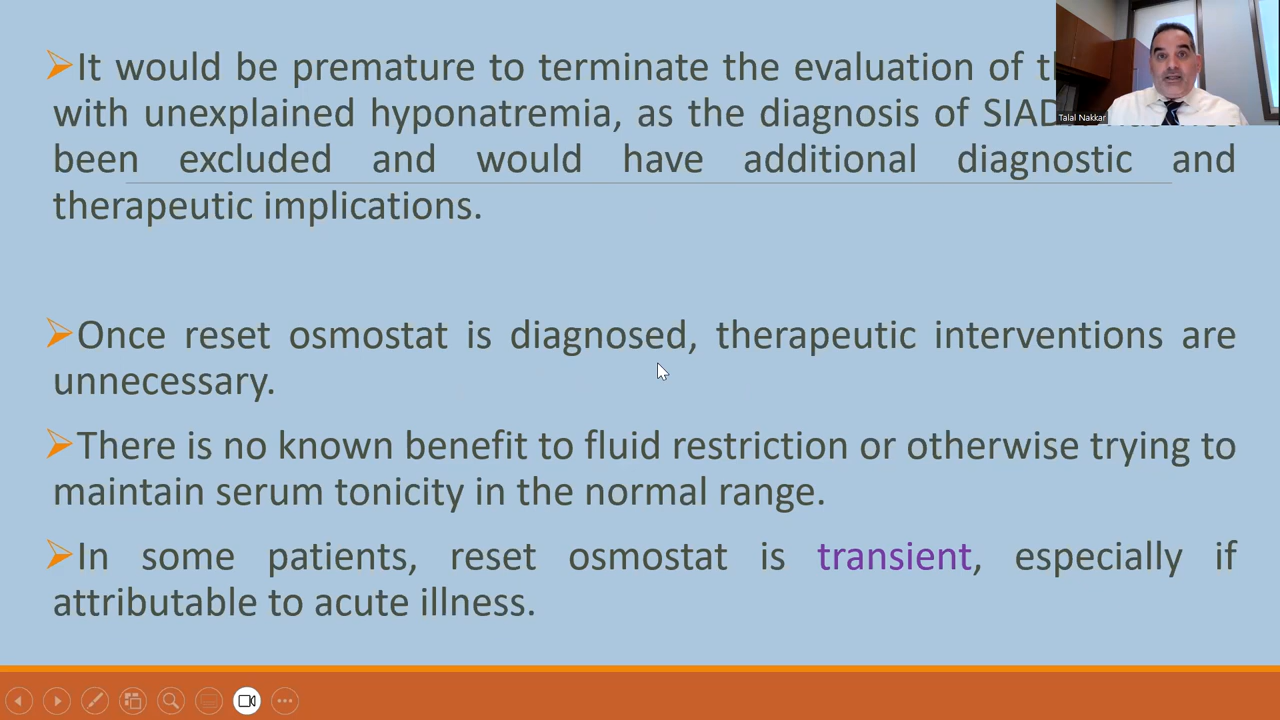 ➢It would be premature to terminate the evaluation of
with unexplained hyponatremia, as the diagnosis of
been excluded and would have additional diagnostic and
therapeutic implications.
➢Once reset osmostat is diagnosed, therapeutic interventions are
unnecessary.
➢There is no known benefit to fluid restriction or otherwise trying to
maintain serum tonicity in the normal range.
➢In some patients, reset osmostat is transient, especially if
attributable to acute illness.
Talal Nakkar